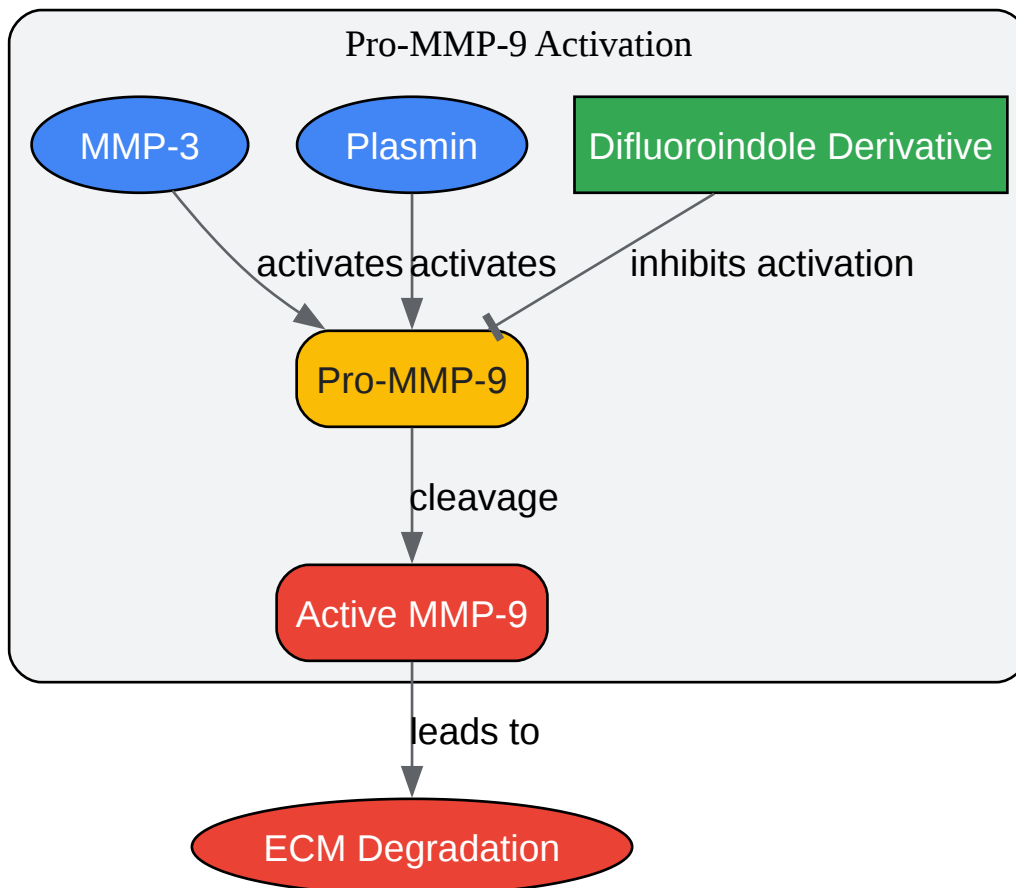 Pro-MMP-9 Activation
MMP-3
Plasmin
Difluoroindole Derivative
activates
activates
inhibits activation
Pro-MMP-9
cleavage
Active MMP-9
leads to
ECM Degradation